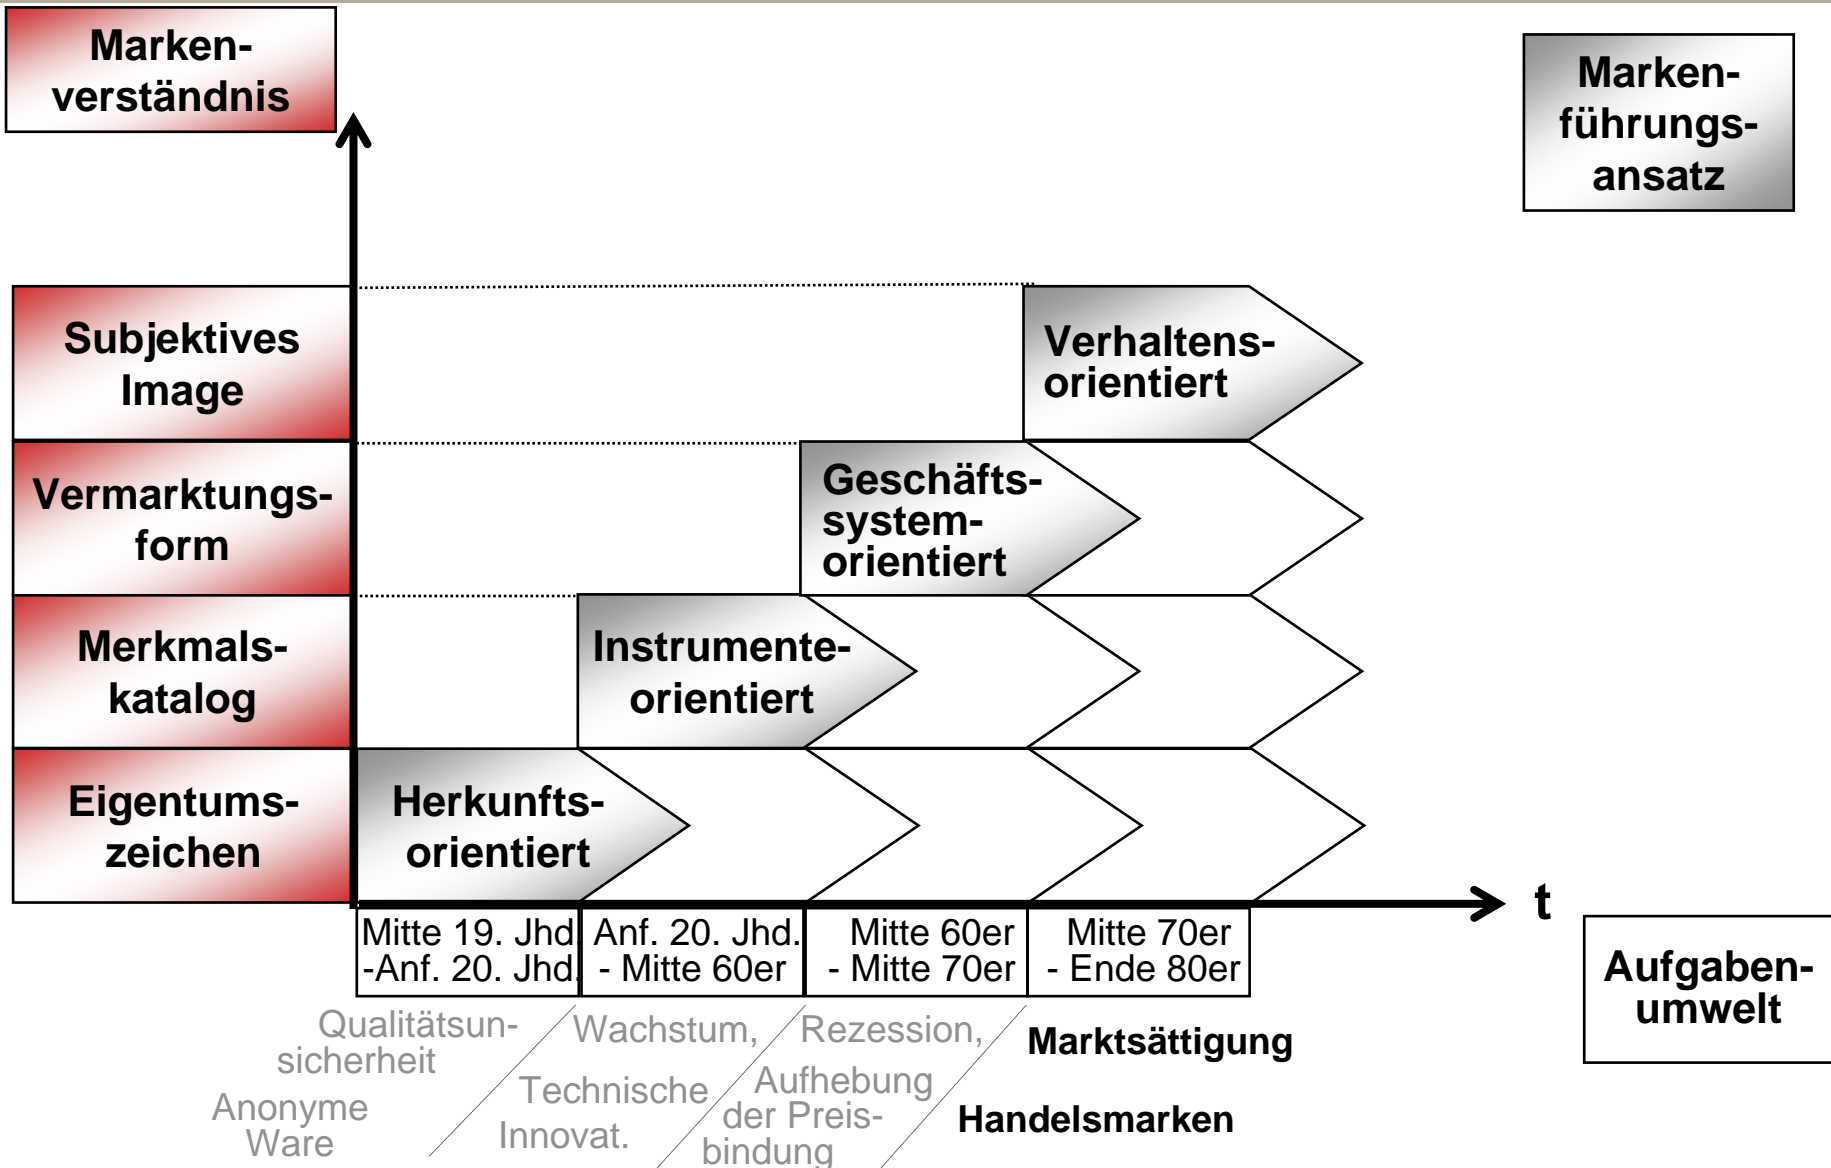 Marken-
verständnis
Marken-
führungs-
ansatz
Subjektives
Image
Verhaltens-
orientiert
Vermarktungs-
form
Geschäfts-
system-
orientiert
Merkmals-
katalog
Instrumente-
orientiert
Eigentums-
zeichen
Herkunfts-
orientiert
t
Mitte 19. Jhd.
-Anf. 20. Jhd.
Anf. 20. Jhd.
- Mitte 60er
Mitte 60er
- Mitte 70er
Mitte 70er
- Ende 80er
Aufgaben-
umwelt
Qualitätsun-
sicherheit
Anonyme
Ware
Wachstum,
Technische
Innovat.
Rezession,
Aufhebung
der Preis-
bindung
Marktsättigung
Handelsmarken